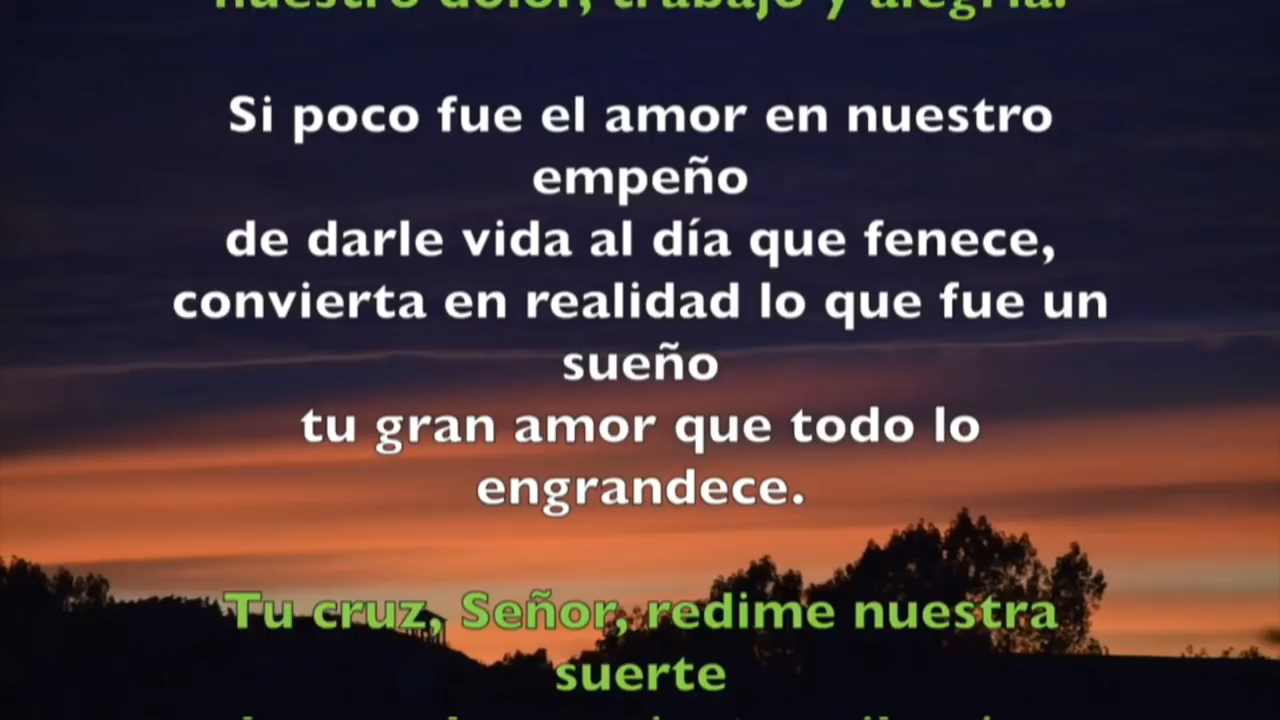 nuestro dolor, trabajo y alegría.
Si poco fue el amor en nuestro
empeño
de darle vida al día que fenece,
convierta en realidad lo que fue un
sueño
tu gran amor que todo lo
engrandece.
Tu cruz, Señor, redime nuestra
suerte